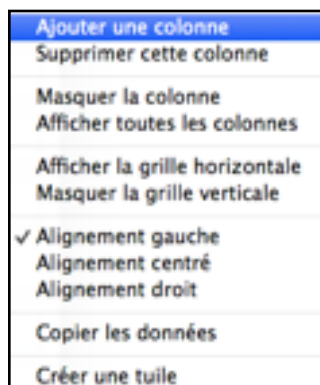 Ajouter une colonne
Supprimer cette colonne
Masquer la colonne
Afficher toutes les colonnes
Afficher la grille horizontale
Masquer la grille verticale
✓ Alignement gauche
Alignement centré
Alignement droit
Copier les données
Créer une tuile